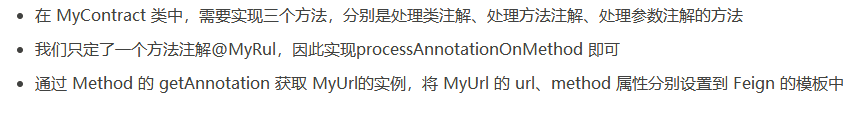 在 MyContract 类中，需要实现三个方法，分别是处理类注解、处理方法注解、处理参数注解的方法
我们只定了一个方法注解@MyRul，因此实现processAnnotationOnMethod 即可
通过 Method 的 getAnnotation 获取 MyUrl的实例，将 MyUrl 的 url、method 属性分别设置到 Feign 的模板中